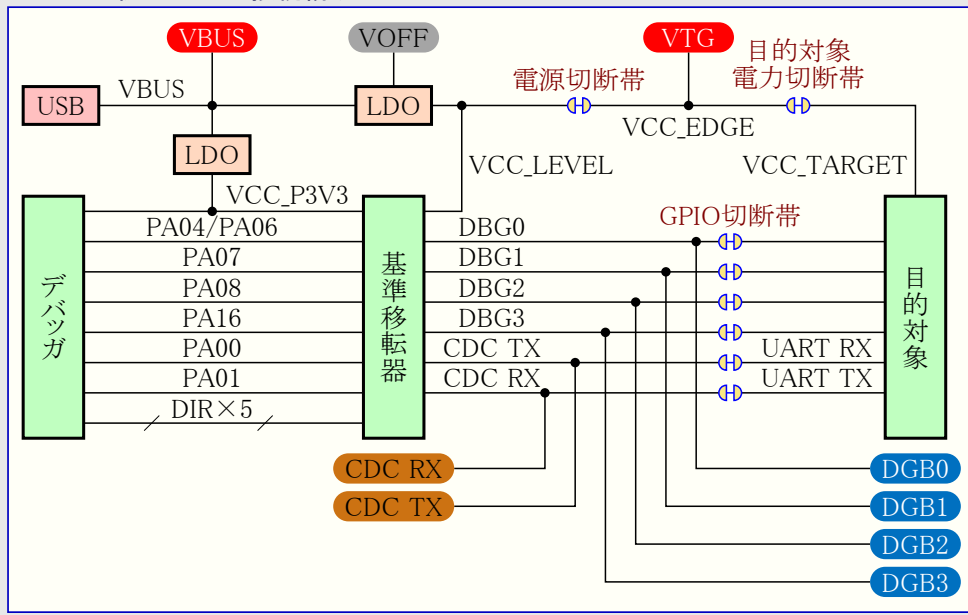 VBUS
VOFF
VTG
目的対象
電力切断帯
電源切断帯
USB
VBUS
LDO
VCC_EDGE
LDO
VCC_LEVEL
VCC_TARGET
VCC_P3V3
PA04/PA06
DBG0
GPIO切断帯
PA07
DBG1
PA08
DBG2
PA16
DBG3
PA00
CDC TX
UART RX
PA01
CDC RX
UART TX
DIR×5
デバッガ
基準移転器
目的対象
CDC RX
DGB0
CDC TX
DGB1
DGB2
DGB3